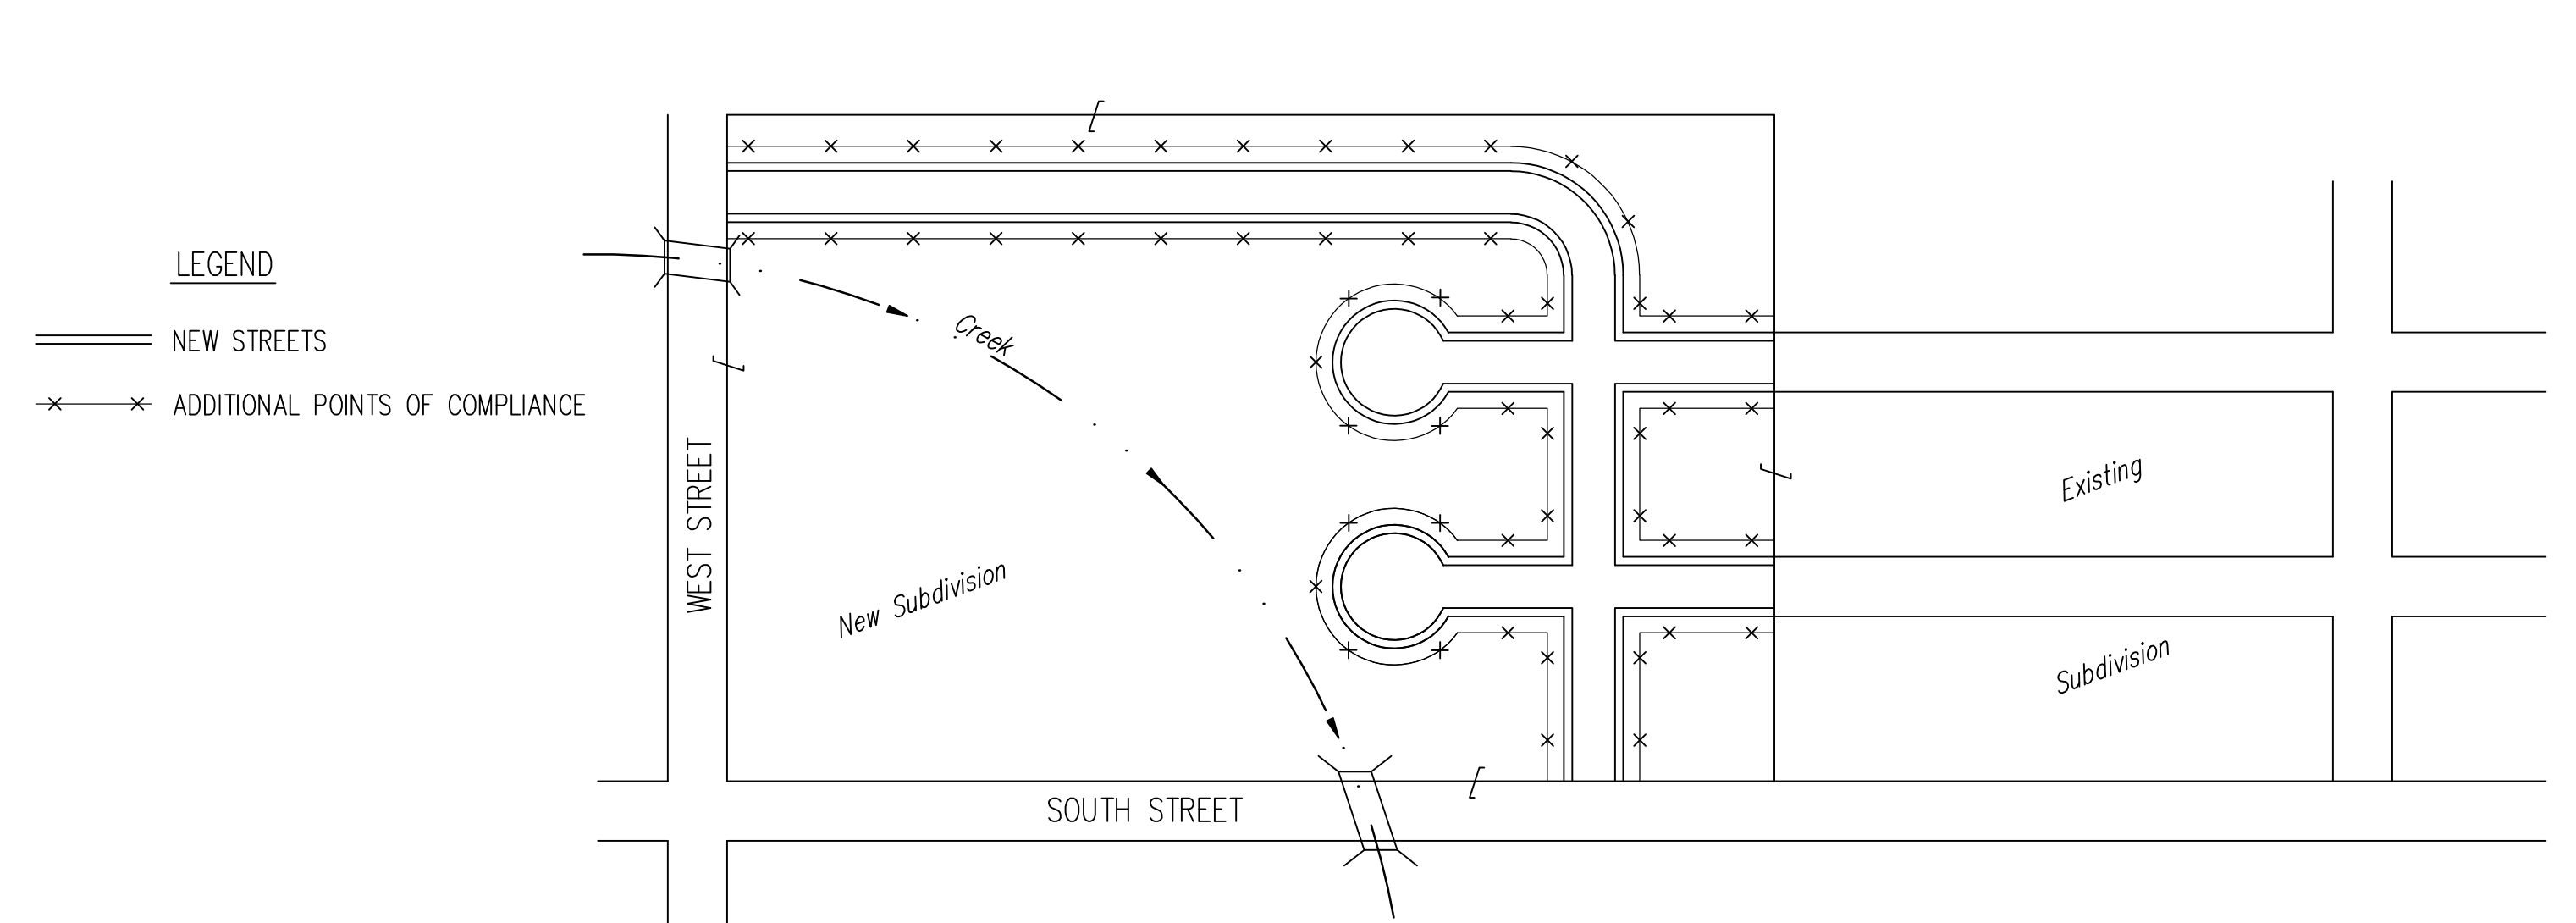 LEGEND
NEW STREETS
ADDITIONAL POINTS OF COMPLIANCE
Creek
WEST STREET
New Subdivision
Existing
Subdivision
SOUTH STREET